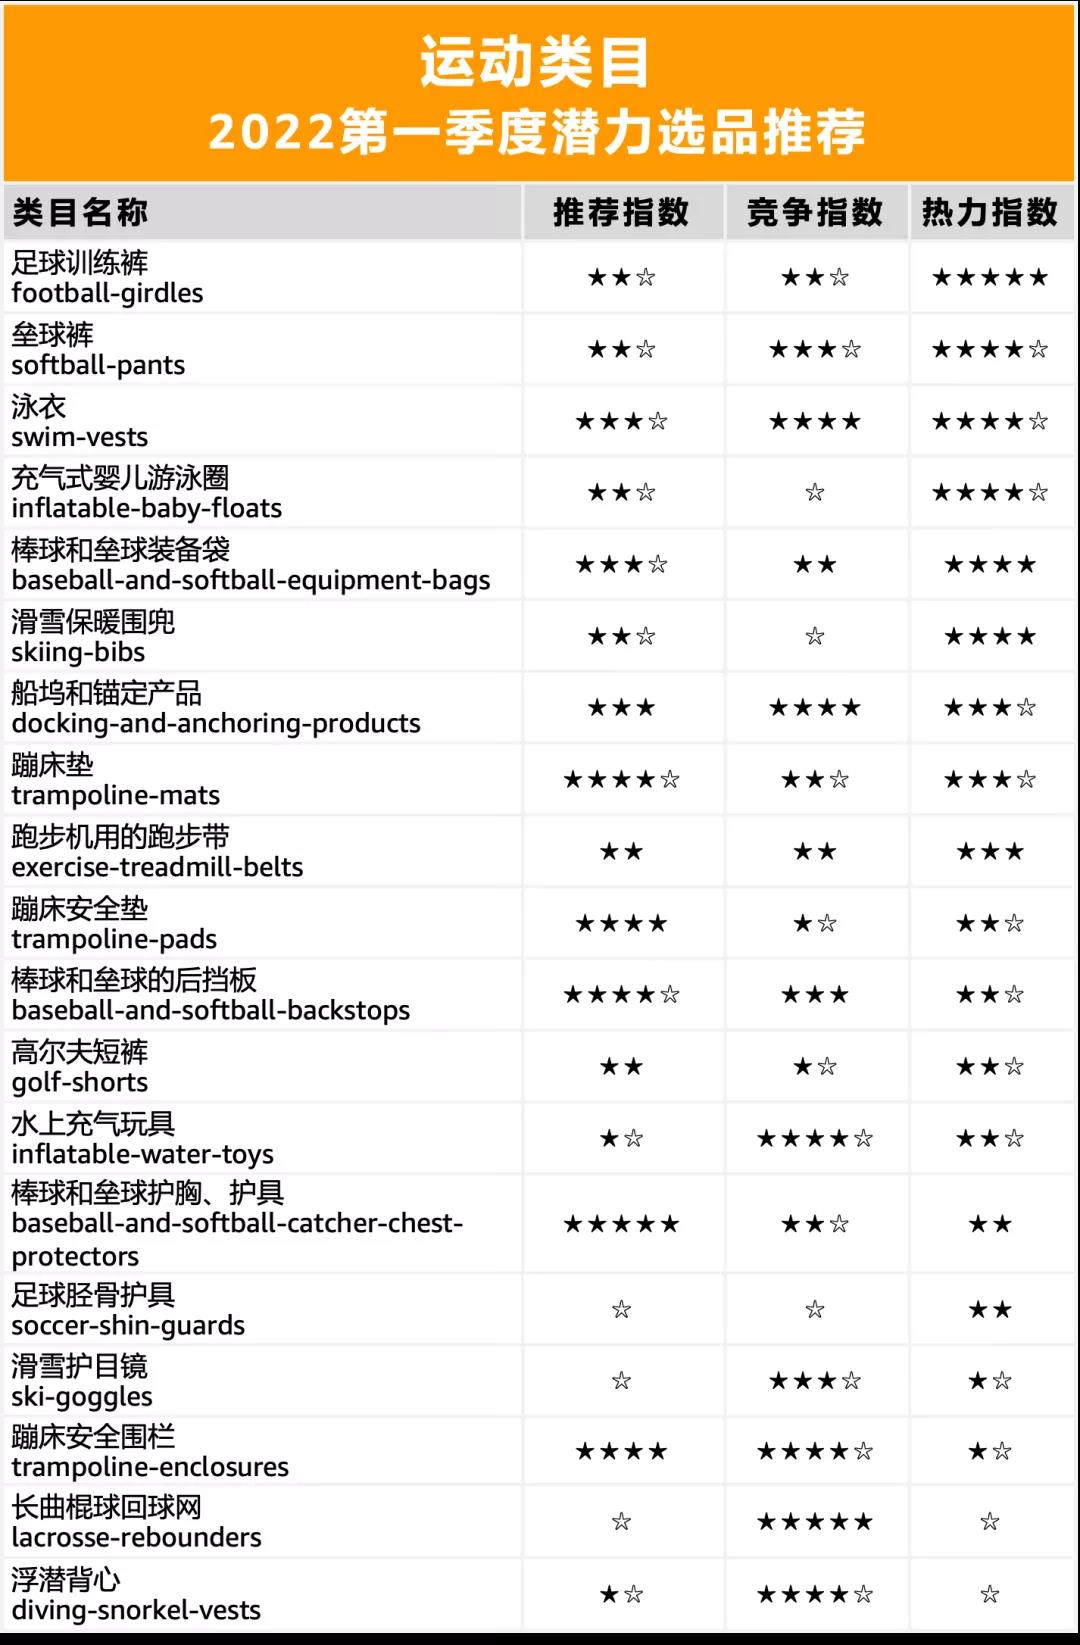 运动类目
2022第一季度潜力选品推荐
类目名称 推荐指数 竞争指数 热力指数
足球训练裤
football-girdles ★★☆ ★★☆ ★★★★★
垒球裤
softball-pants ★★☆ ★★★☆ ★★★★☆
泳衣
swim-vests ★★★☆ ★★★★ ★★★★☆
充气式婴儿游泳圈
inflatable-baby-floats ★★☆ ☆ ★★★★☆
棒球和垒球装备袋
baseball-and-softball-equipment-bags ★★★☆ ★★ ★★★★
滑雪保暖围兜
skiing-bibs ★★☆ ☆ ★★★★
船坞和锚定产品
docking-and-anchoring-products ★★★ ★★★★ ★★★☆
蹦床垫
trampoline-mats ★★★★☆ ★★☆ ★★★☆
跑步机用的跑步带
exercise-treadmill-belts ★★ ★★ ★★★
蹦床安全垫
trampoline-pads ★★★★ ★☆ ★★☆
棒球和垒球的后挡板
baseball-and-softball-backstops ★★★★☆ ★★★ ★★☆
高尔夫短裤
golf-shorts ★★ ★☆ ★★☆
水上充气玩具
inflatable-water-toys ★☆ ★★★★☆ ★★☆
棒球和垒球护胸、护具
baseball-and-softball-catcher-chest- ★★★★★ ★★☆ ★★
protectors
足球胫骨护具
soccer-shin-guards ☆ ☆ ★★
滑雪护目镜
ski-goggles ☆ ★★★☆ ★☆
蹦床安全围栏
trampoline-enclosures ★★★★ ★★★★☆ ★☆
长曲棍球回球网
lacrosse-rebounders ☆ ★★★★★ ☆
浮潜背心
diving-snorkel-vests ★☆ ★★★★☆ ☆